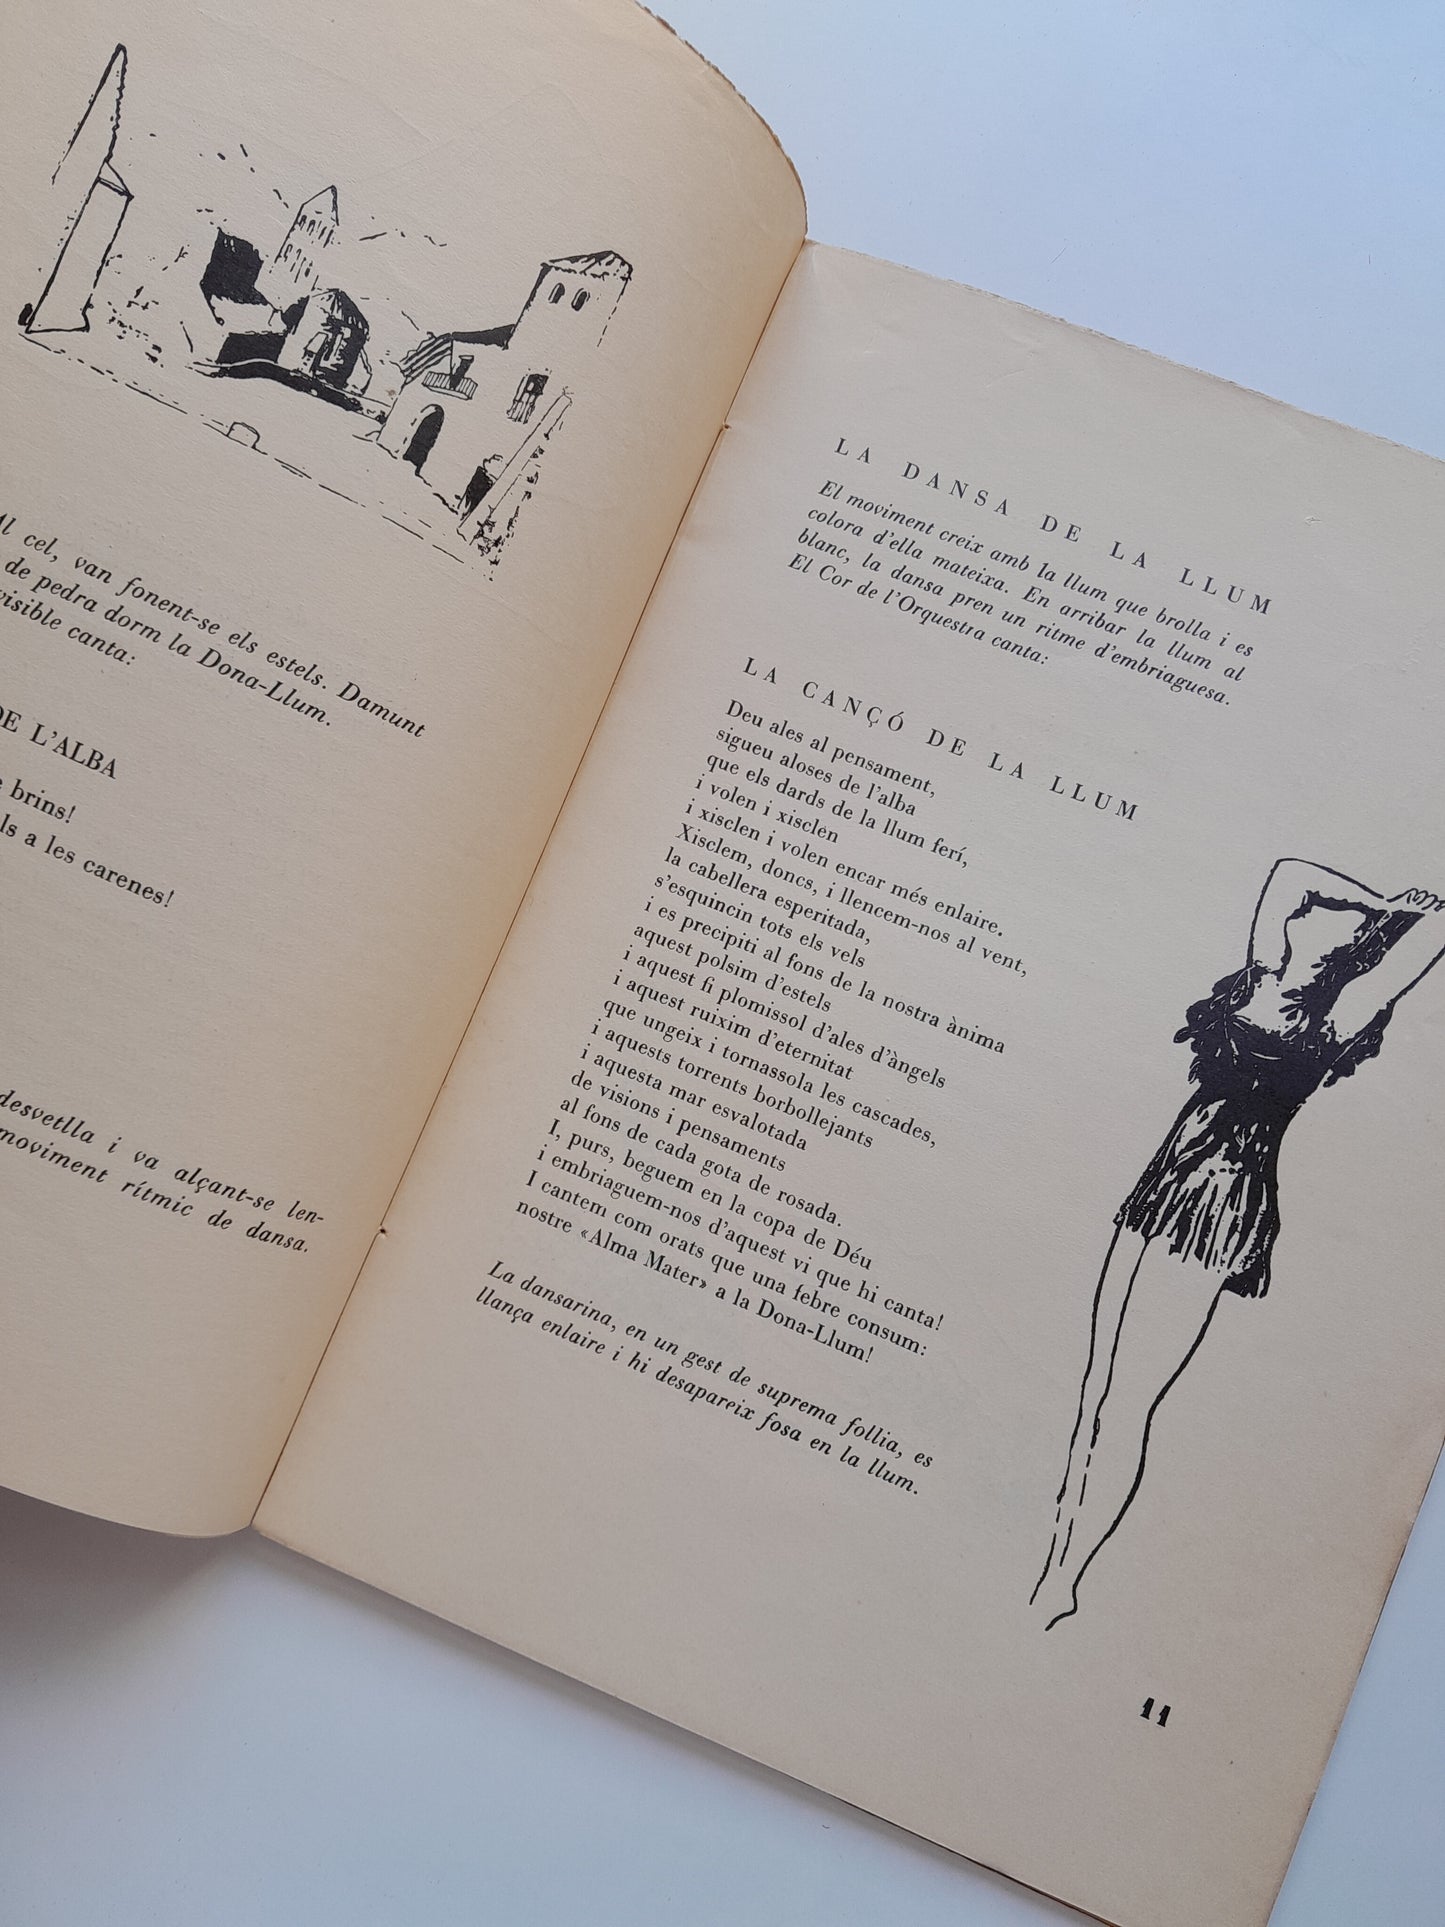 Al cel, van fonent-se els estels. Damunt
de pedra dorm la Dona-Llum.
visible canta:
DE L'ALBA
brins!
ls a les carenes!
desvetlla i va alçant-se len-
moviment rítmic de dansa.
LA DANSA DE LA LLUM
El moviment creix amb la llum que brolla i es
colora d'ella mateixa. En arribar la llum al
blanc, la dansa pren un ritme d'embriaguesa.
El Cor de l'Orquestra canta:
LA CANÇÓ DE LA LLUM
Deu ales al pensament,
sigueu aloses de l'alba
que els dards de la llum ferí,
i volen i xisclen
i xisclen i volen encar més enlaire.
Xisclem, doncs, i llencem-nos al vent,
la cabellera esperitada,
s'esquincin tots els vels
i es precipiti al fons de la nostra ànima
aquest polsim d'estels
i aquest fi plomissol d'ales d'àngels
i aquest ruixim d'eternitat
que ungeix i tornassola les cascades,
i aquests torrents borbollejants
i aquesta mar esvalotada
de visions i pensaments
al fons de cada gota de rosada.
I, purs, beguem en la copa de Déu
i embriaguem-nos d'aquest vi que hi canta!
I cantem com orats que una febre consum:
nostre «Alma Mater» a la Dona-Llum!
La dansarina, en un gest de suprema follia, es
llança enlaire i hi desapareix fosa en la llum.
11